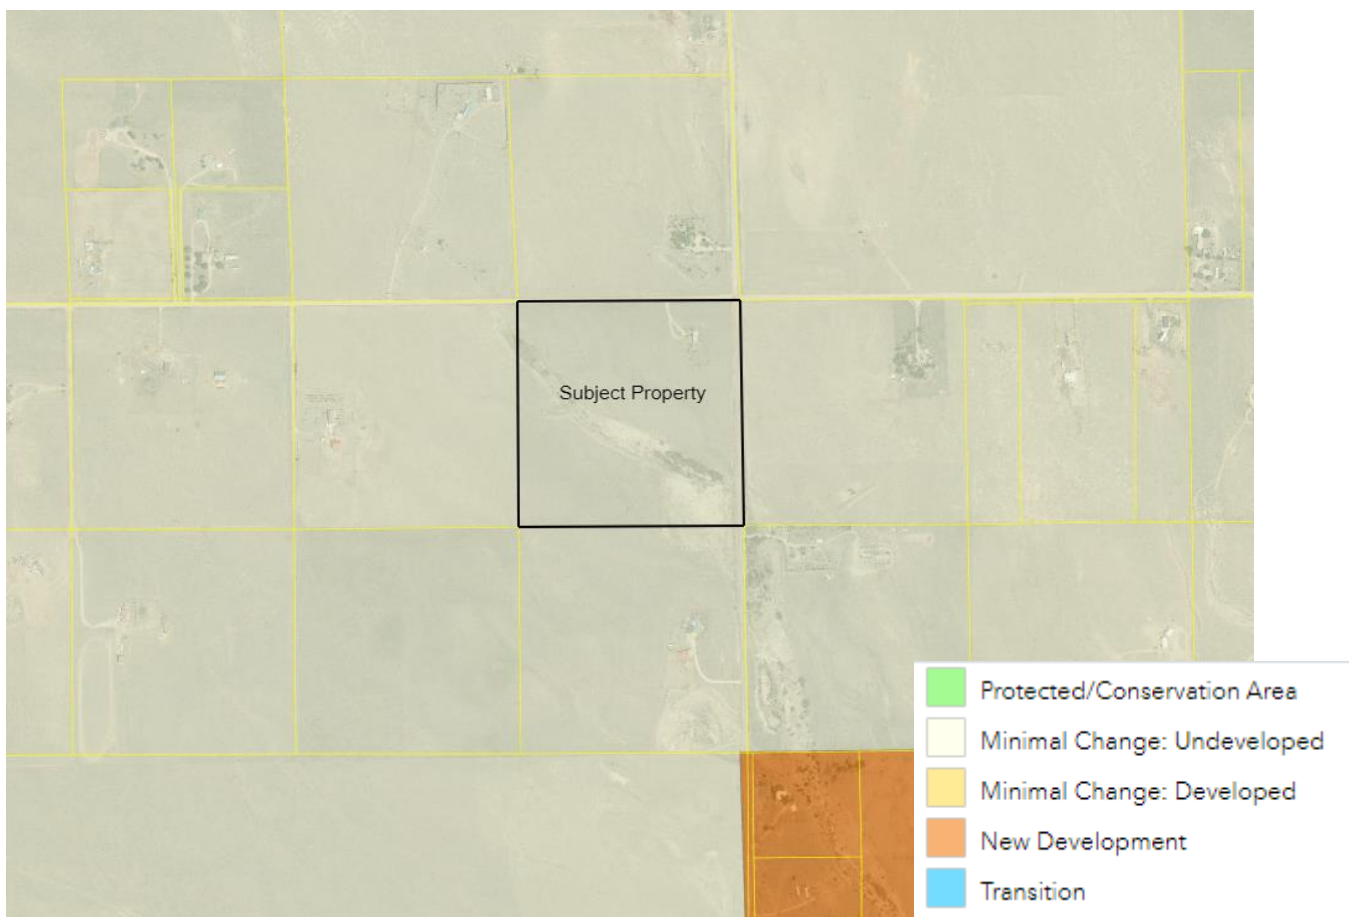 Subject Property
Protected/Conservation Area
Minimal Change: Undeveloped
Minimal Change: Developed
New Development
Transition